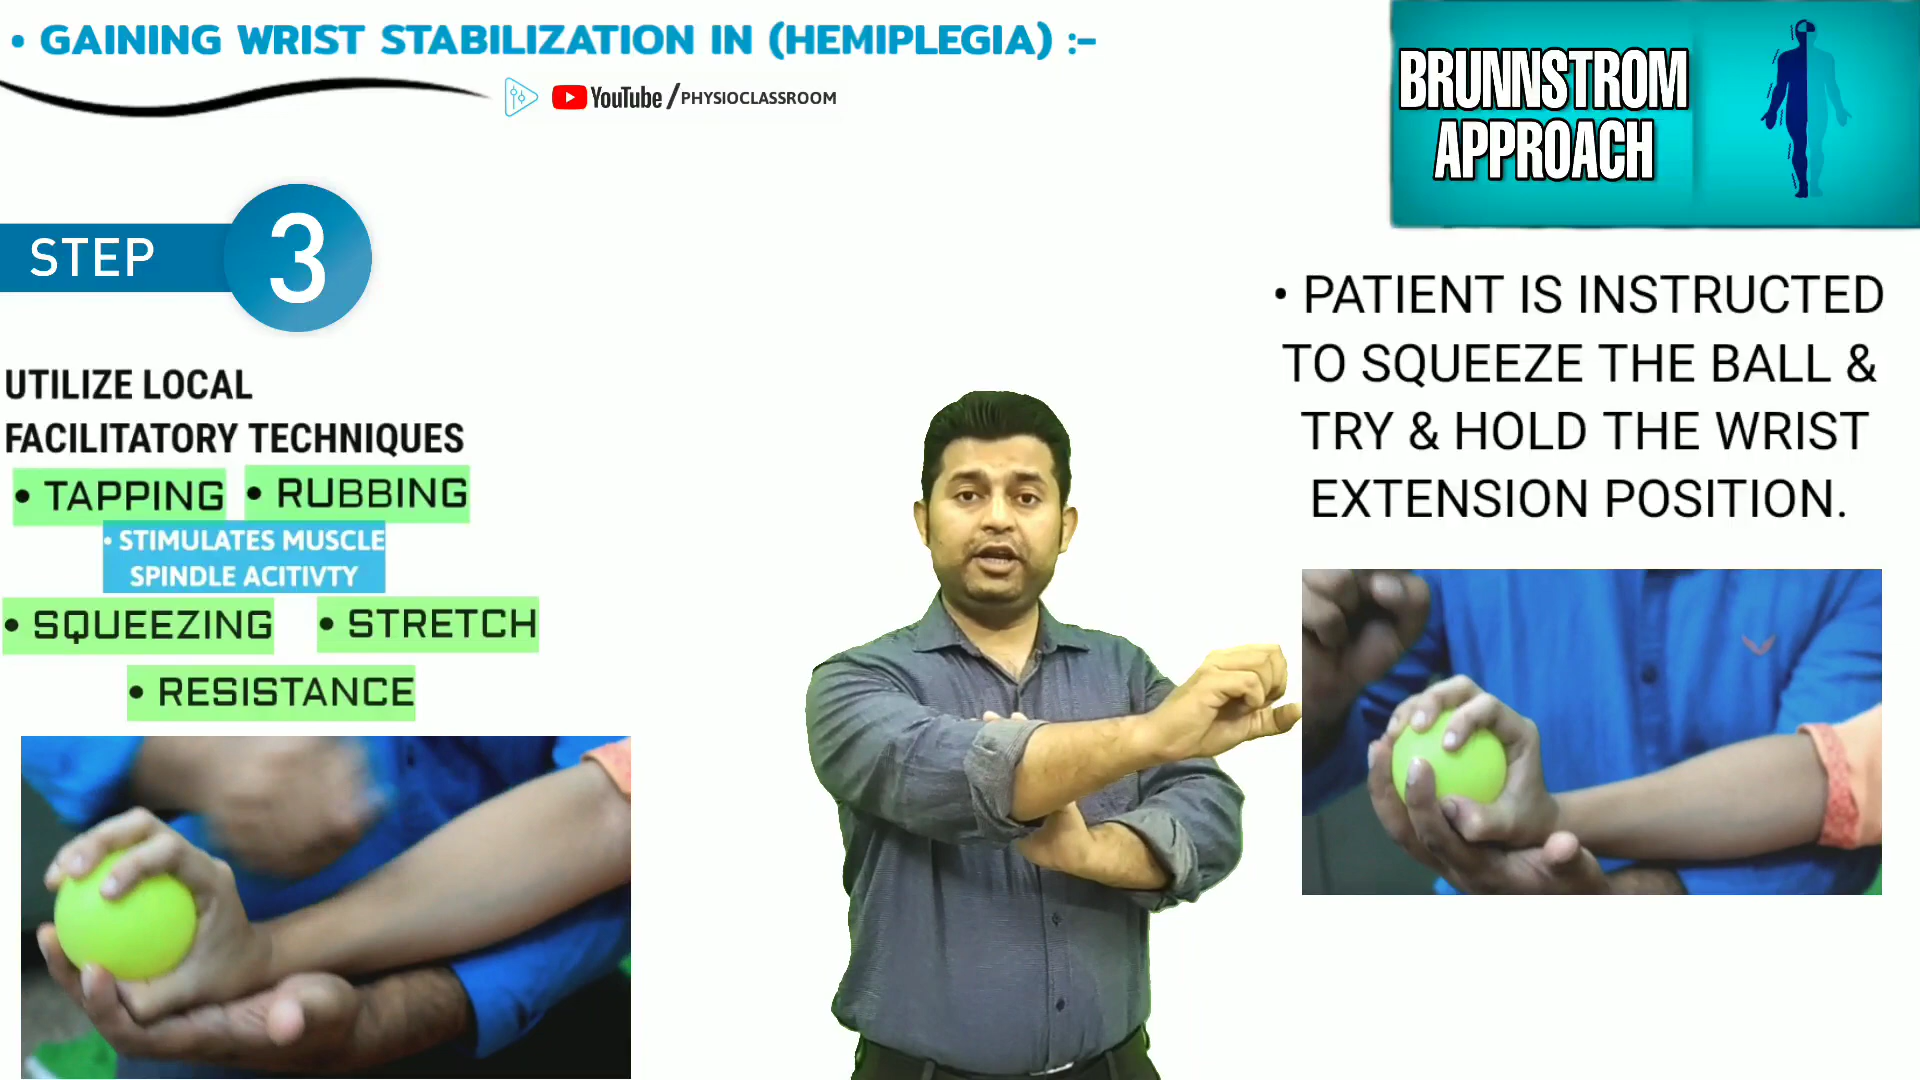 • GAINING WRIST STABILIZATION IN (HEMIPLEGIA) :-
YouTube /PHYSIOCLASSROOM
BRUNNSTROM
APPROACH
STEP 3
UTILIZE LOCAL
FACILITATORY TECHNIQUES
• TAPPING • RUBBING
• STIMULATES MUSCLE
SPINDLE ACITIVTY
• SQUEEZING • STRETCH
• RESISTANCE
• PATIENT IS INSTRUCTED
TO SQUEEZE THE BALL &
TRY & HOLD THE WRIST
EXTENSION POSITION.